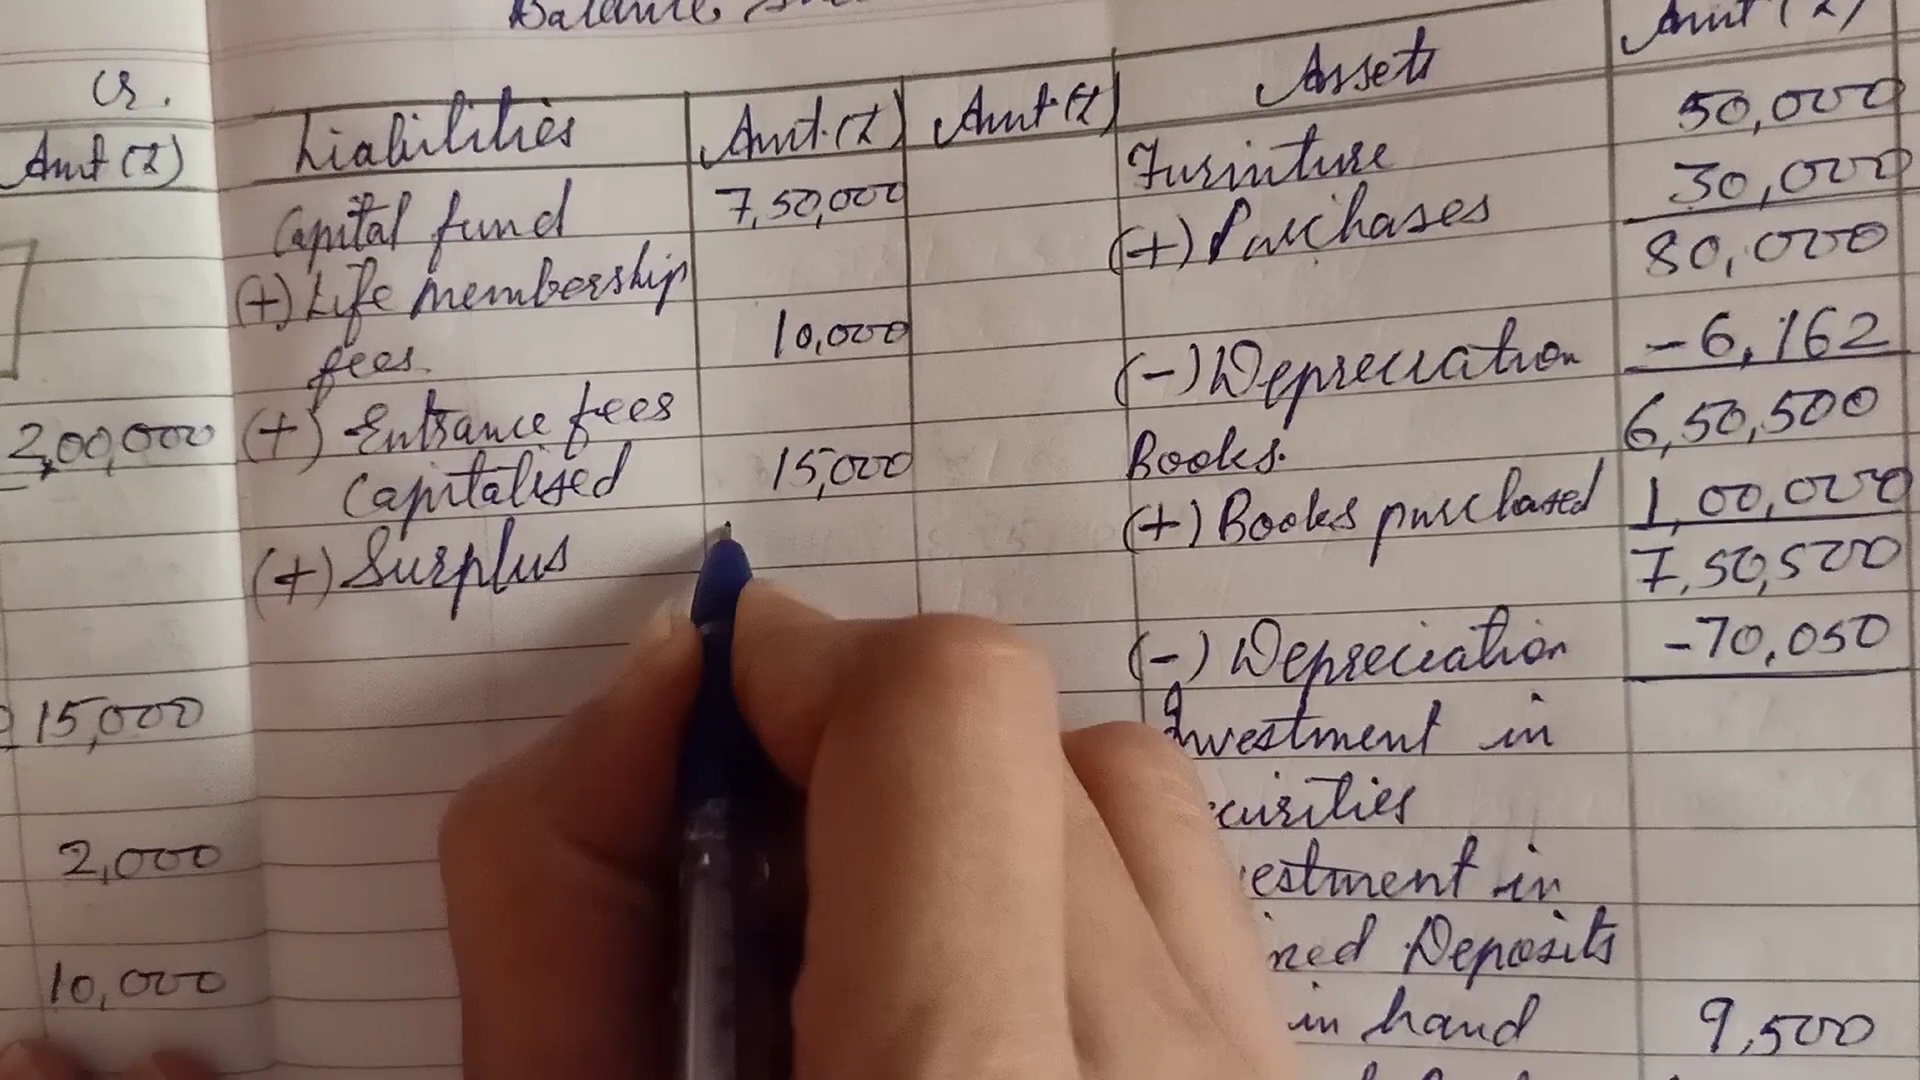 Balance
Cr.
Amt (₹)
2,00,000
15,000
2,000
10,000
Liabilities Amt.(₹) Amt.(₹)
Capital fund 7,50,000
(+) Life membership
fees. 10,000
(+) Entrance fees
Capitalised 15,000
(+) Surplus
Assets Amt (₹)
Furniture 50,000
(+) Purchases 30,000
80,000
(-) Depreciation -6,162
Books. 6,50,500
(+) Books purchased 1,00,000
7,50,500
(-) Depreciation -70,050
Investment in
curities
estment in
Deposits
in hand 9,500